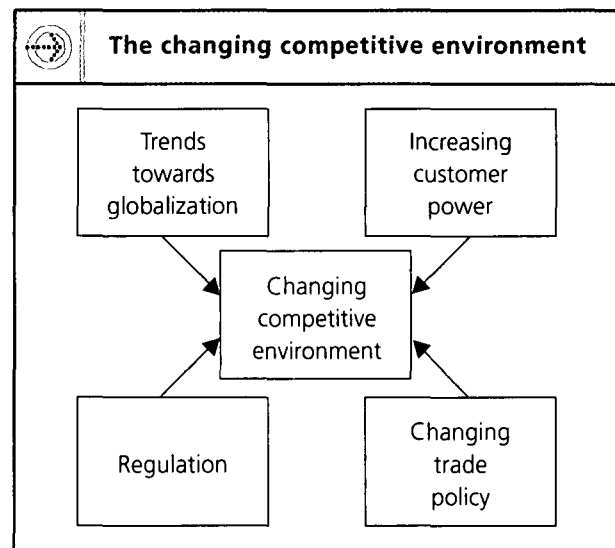 The changing competitive environment
Trends
towards
globalization
Increasing
customer
power
Changing
competitive
environment
Regulation
Changing
trade
policy